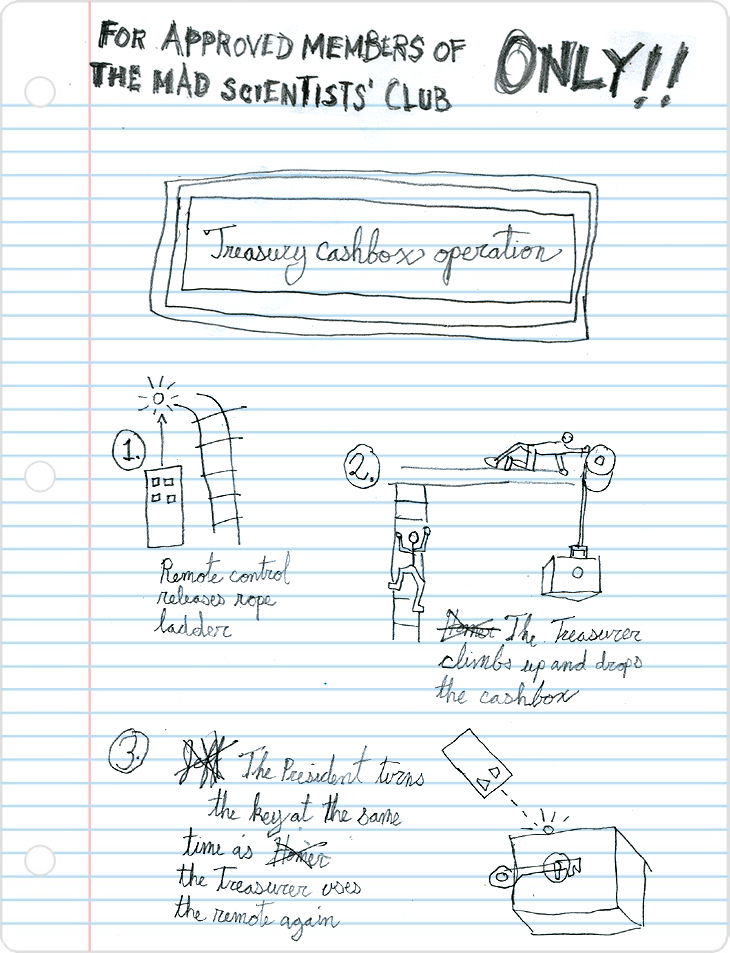 FOR APPROVED MEMBERS OF
THE MAD SCIENTISTS' CLUB
ONLY!!
Treasury cashbox operation
1.
Remote control
releases rope
ladder
2.
Homer The Treasurer
climbs up and drops
the cashbox
3.
Jeff The President turns
the key at the same
time as Homer
the Treasurer uses
the remote again